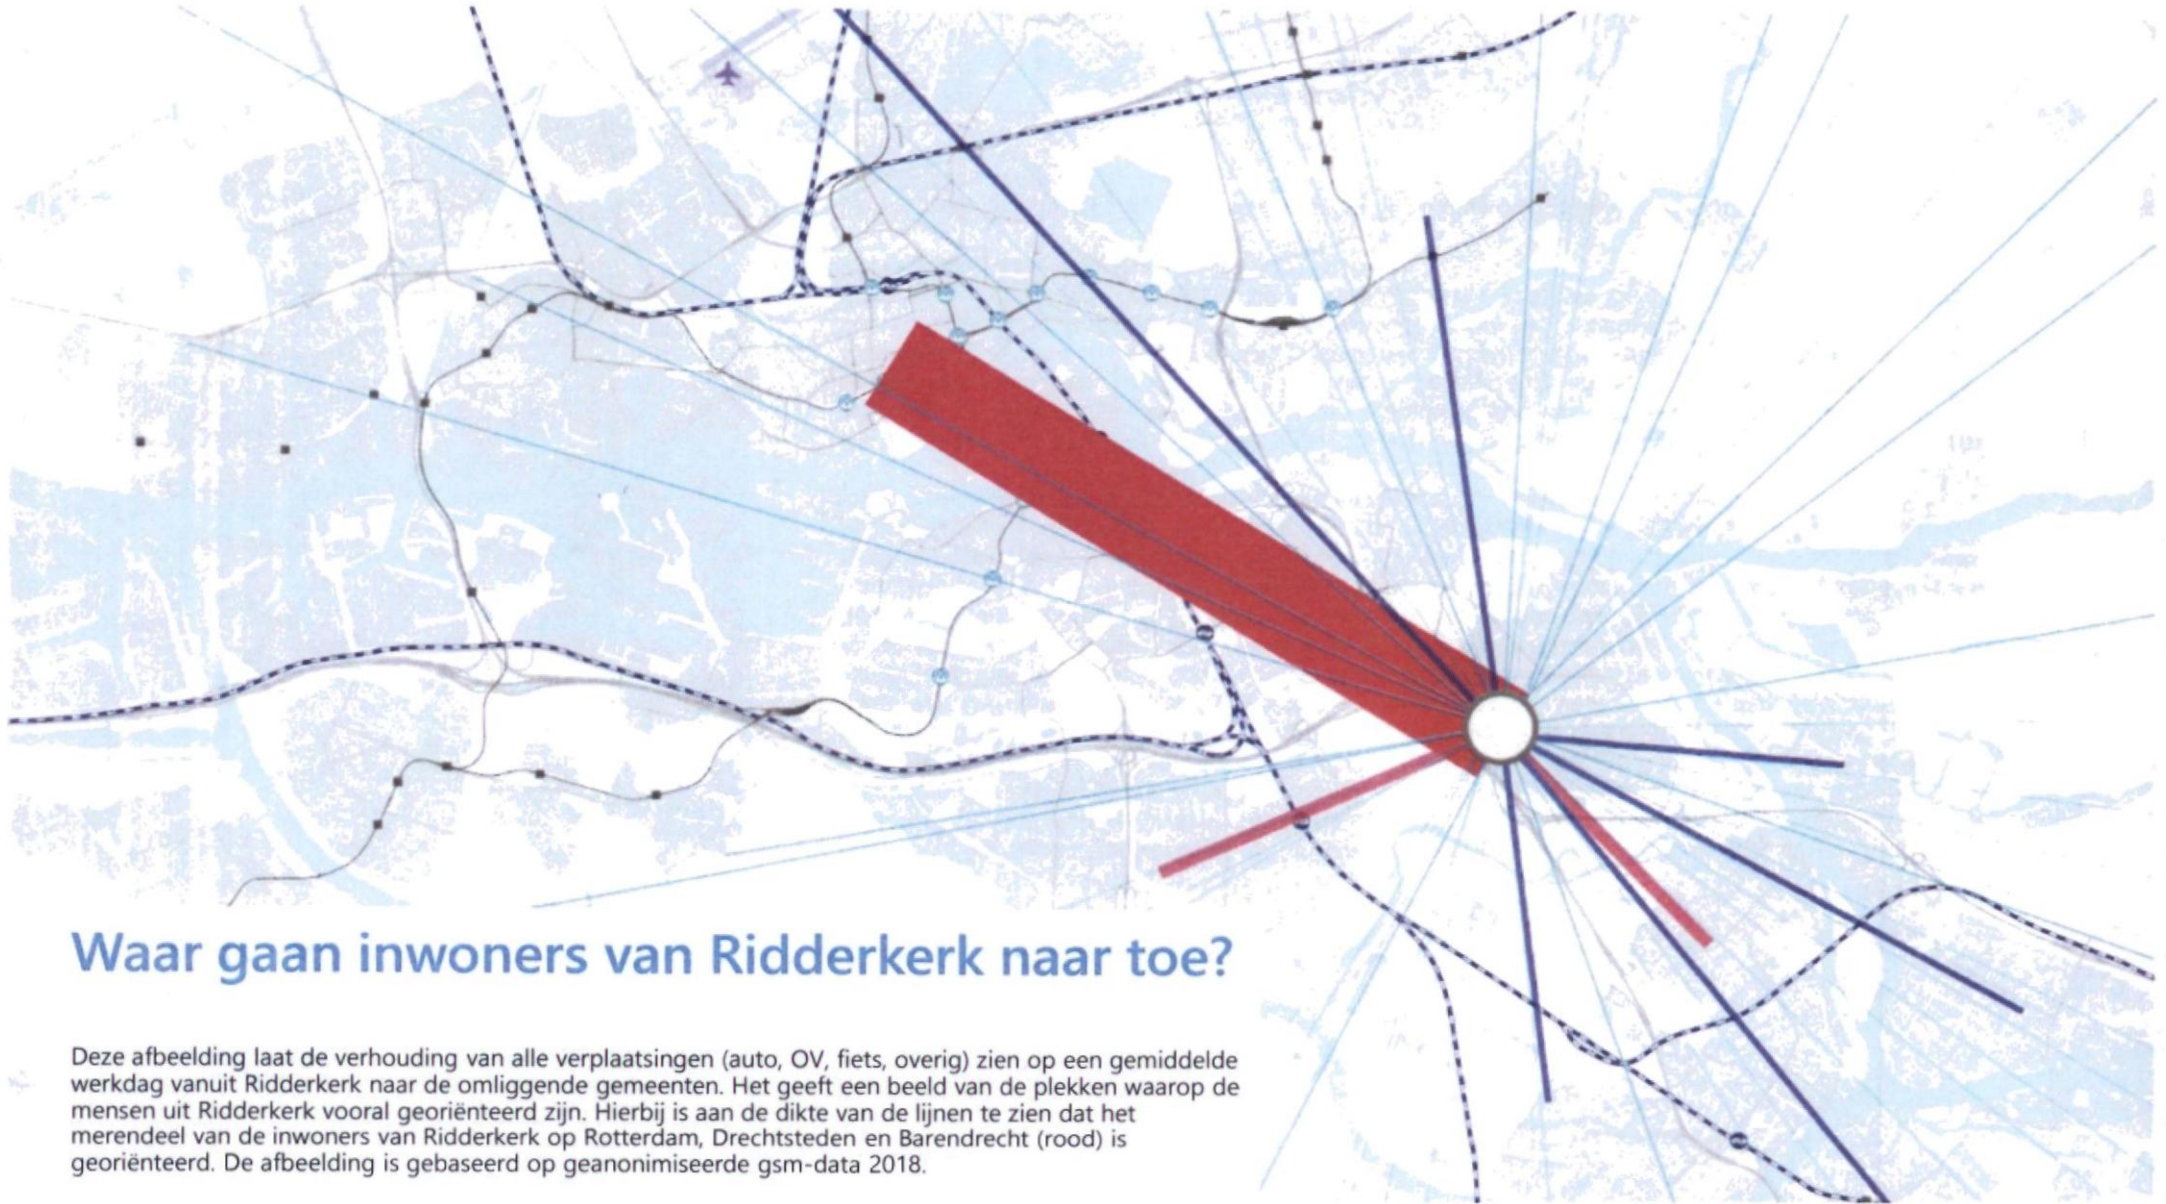 Waar gaan inwoners van Ridderkerk naar toe?
Deze afbeelding laat de verhouding van alle verplaatsingen (auto, OV, fiets, overig) zien op een gemiddelde
werkdag vanuit Ridderkerk naar de omliggende gemeenten. Het geeft een beeld van de plekken waarop de
mensen uit Ridderkerk vooral georiënteerd zijn. Hierbij is aan de dikte van de lijnen te zien dat het
merendeel van de inwoners van Ridderkerk op Rotterdam, Drechtsteden en Barendrecht (rood) is
georiënteerd. De afbeelding is gebaseerd op geanonimiseerde gsm-data 2018.